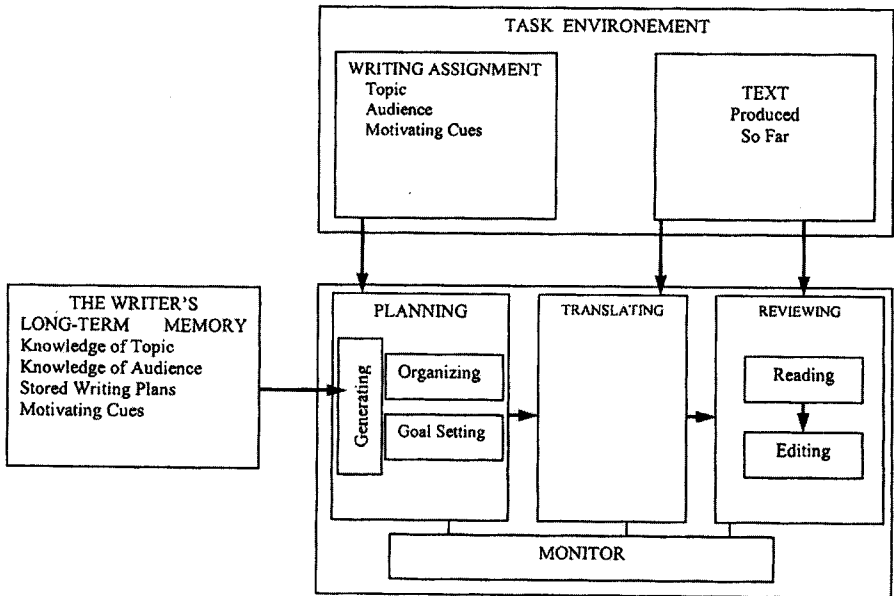 TASK ENVIRONEMENT
WRITING ASSIGNMENT
Topic
Audience
Motivating Cues
TEXT
Produced
So Far
THE WRITER'S
LONG-TERM MEMORY
Knowledge of Topic
Knowledge of Audience
Stored Writing Plans
Motivating Cues
PLANNING
Generating
Organizing
Goal Setting
TRANSLATING
REVIEWING
Reading
Editing
MONITOR